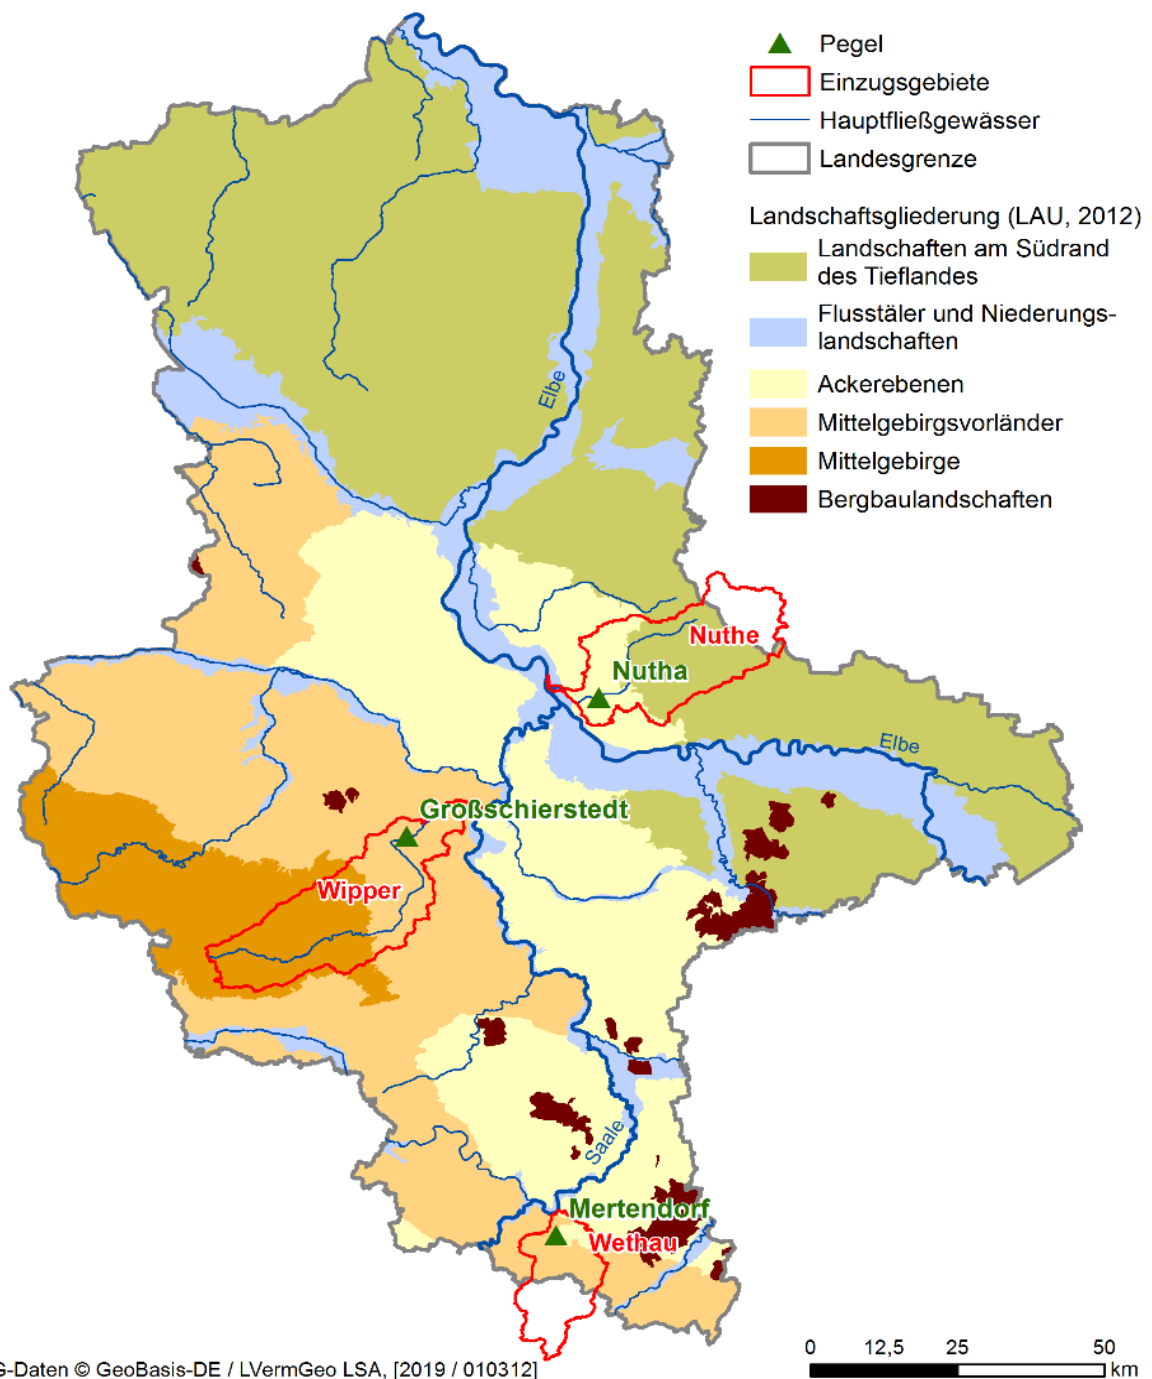 Pegel
Einzugsgebiete
Hauptfließgewässer
Landesgrenze
Landschaftsgliederung (LAU, 2012)
Landschaften am Südrand
des Tieflandes
Flusstäler und Niederungs-
landschaften
Ackerebenen
Mittelgebirgsvorländer
Mittelgebirge
Bergbaulandschaften
Elbe
Nuthe
Nutha
Elbe
Großschierstedt
Wipper
Saale
Mertendorf
Wethau
0 12,5 25 50
km
G-Daten © GeoBasis-DE / LVermGeo LSA, [2019 / 010312]